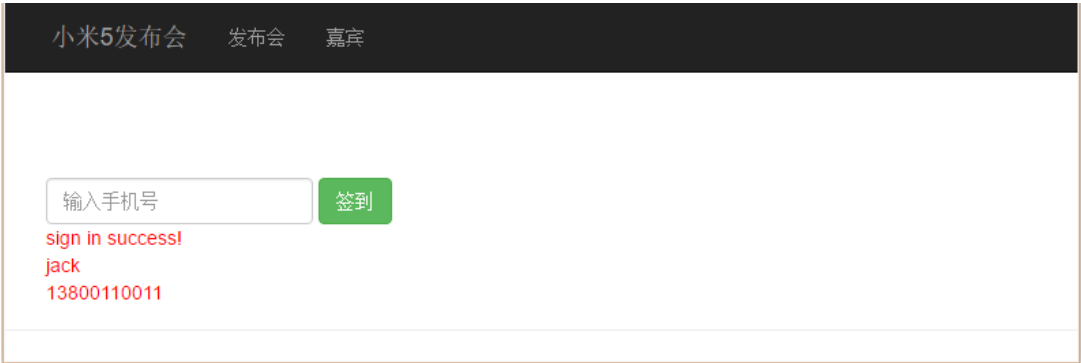 小米5发布会 发布会 嘉宾
输入手机号 签到
sign in success!
jack
13800110011